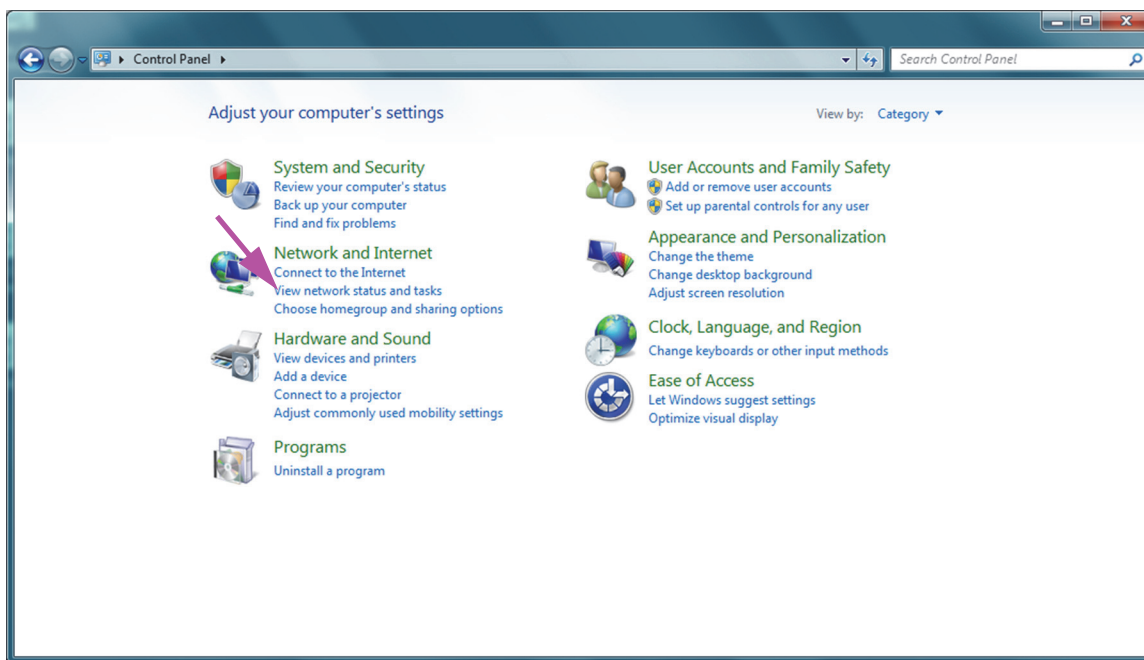 Control Panel
Search Control Panel
Adjust your computer's settings
View by: Category
System and Security
Review your computer's status
Back up your computer
Find and fix problems
Network and Internet
Connect to the Internet
View network status and tasks
Choose homegroup and sharing options
Hardware and Sound
View devices and printers
Add a device
Connect to a projector
Adjust commonly used mobility settings
Programs
Uninstall a program
User Accounts and Family Safety
Add or remove user accounts
Set up parental controls for any user
Appearance and Personalization
Change the theme
Change desktop background
Adjust screen resolution
Clock, Language, and Region
Change keyboards or other input methods
Ease of Access
Let Windows suggest settings
Optimize visual display